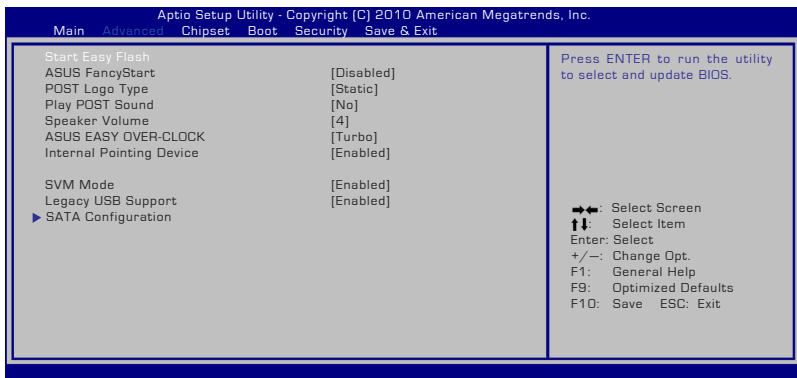 Aptio Setup Utility - Copyright (C) 2010 American Megatrends, Inc.
Main Advanced Chipset Boot Security Save & Exit
Start Easy Flash
ASUS FancyStart [Disabled]
POST Logo Type [Static]
Play POST Sound [No]
Speaker Volume [4]
ASUS EASY OVER-CLOCK [Turbo]
Internal Pointing Device [Enabled]
SVM Mode [Enabled]
Legacy USB Support [Enabled]
SATA Configuration
Press ENTER to run the utility
to select and update BIOS.
→←: Select Screen
↑↓: Select Item
Enter: Select
+/—: Change Opt.
F1: General Help
F9: Optimized Defaults
F10: Save ESC: Exit